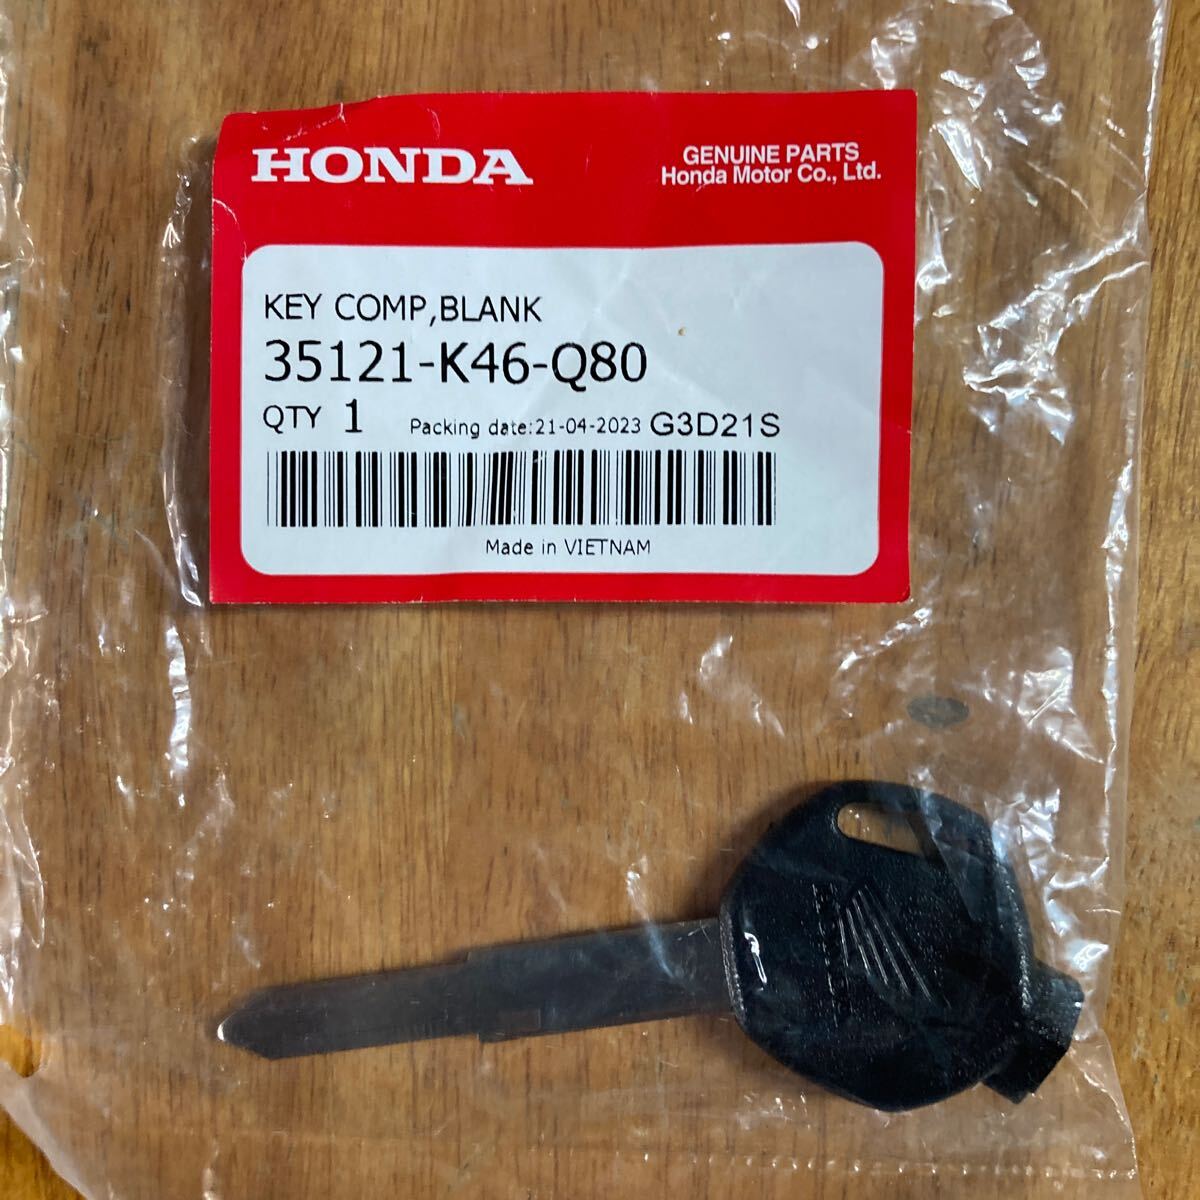 HONDA
GENUINE PARTS
Honda Motor Co., Ltd.
KEY COMP,BLANK
35121-K46-Q80
QTY 1 Packing date:21-04-2023 G3D21S
Made in VIETNAM